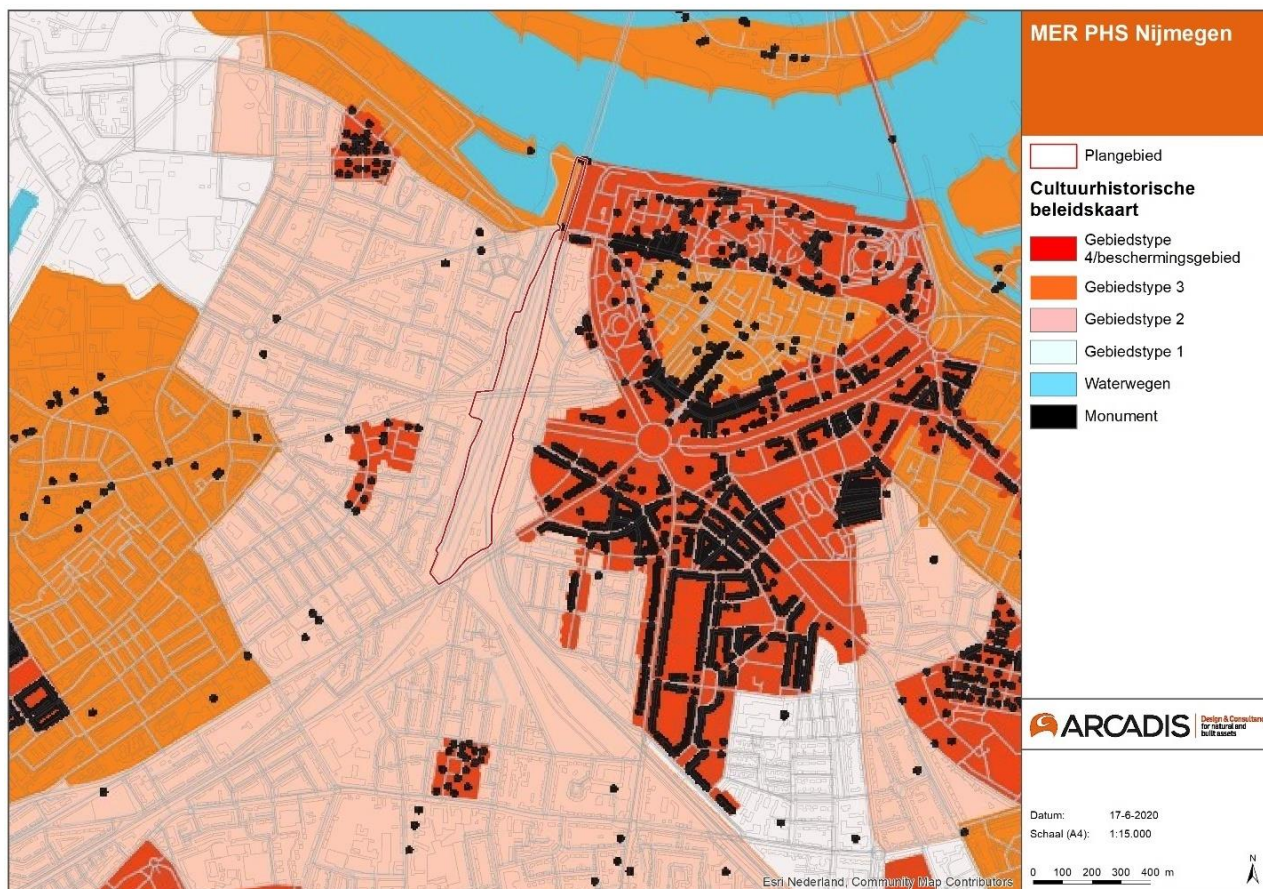 MER PHS Nijmegen
Plangebied
Cultuurhistorische
beleidskaart
Gebiedstype
4/beschermingsgebied
Gebiedstype 3
Gebiedstype 2
Gebiedstype 1
Waterwegen
Monument
ARCADIS
Design & Consultancy
for natural and
built assets
Datum: 17-6-2020
Schaal (A4): 1:15.000
N
0 100 200 300 400 m
Esri Nederland, Community Map Contributors